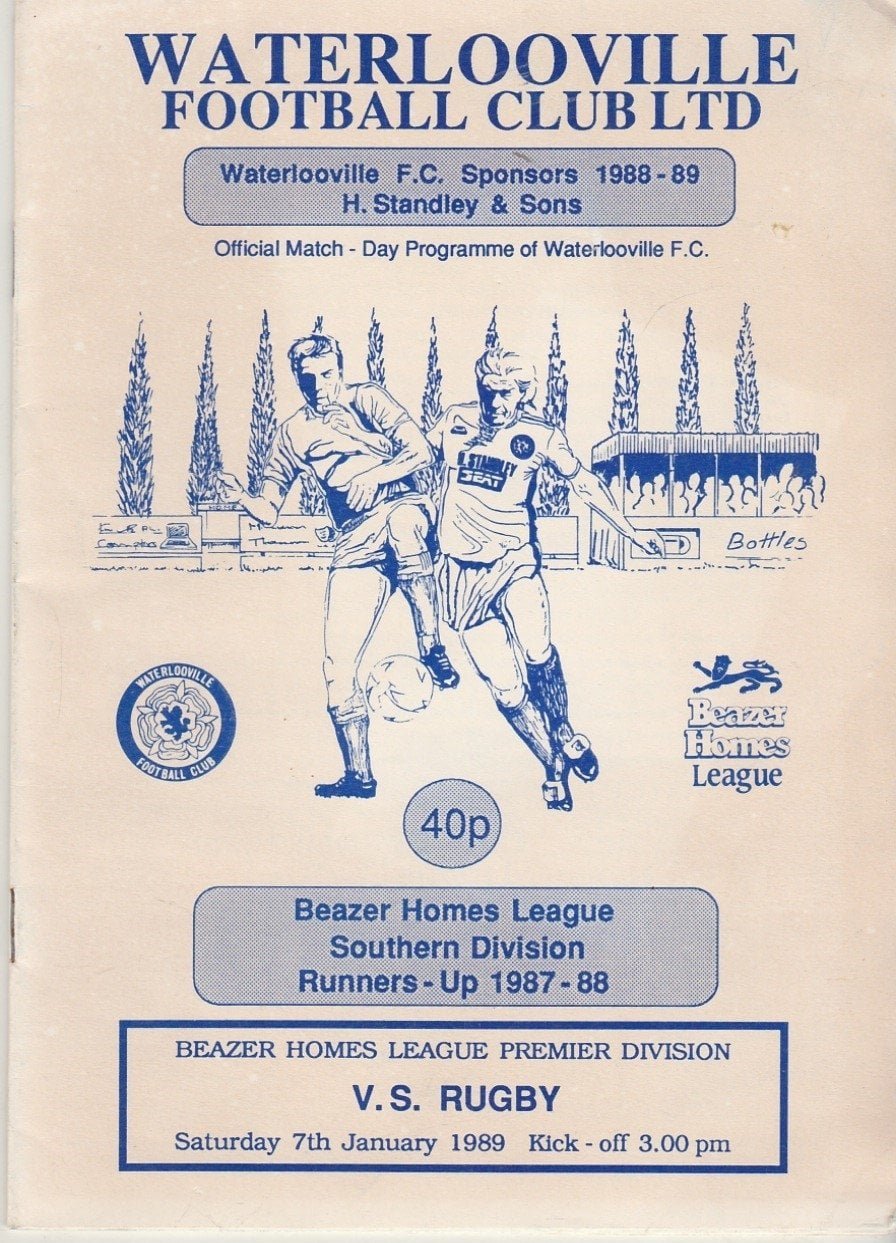 WATERLOOVILLE
FOOTBALL CLUB LTD
Waterlooville F.C. Sponsors 1988-89
H. Standley & Sons
Official Match - Day Programme of Waterlooville F.C.
H. STANDLEY
SEAT
Bottles
WATERLOOVILLE
FOOTBALL CLUB
Beazer
Homes
League
40p
Beazer Homes League
Southern Division
Runners - Up 1987 - 88
BEAZER HOMES LEAGUE PREMIER DIVISION
V. S. RUGBY
Saturday 7th January 1989 Kick - off 3.00 pm